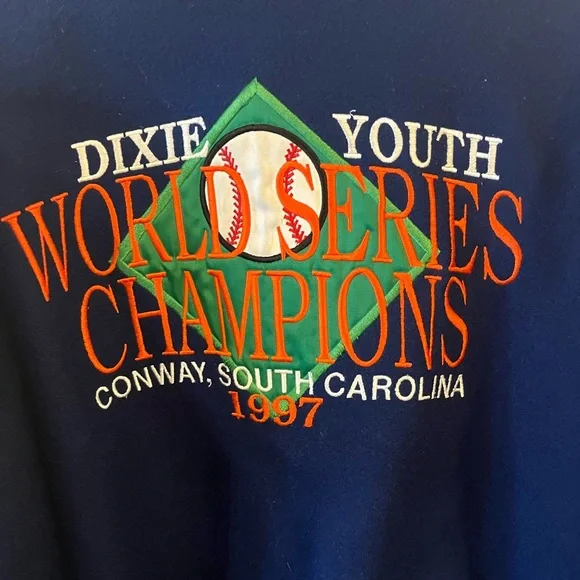 DIXIE YOUTH
WORLD SERIES
CHAMPIONS
CONWAY, SOUTH CAROLINA
1997